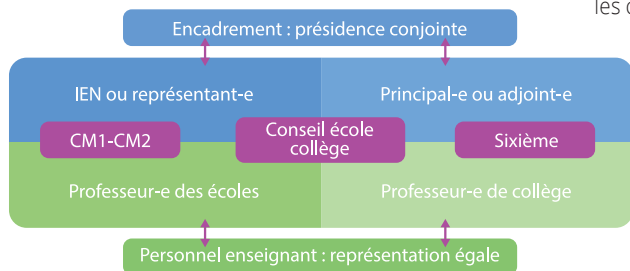 les c
Encadrement : présidence conjointe
IEN ou représentant-e
Principal-e ou adjoint-e
CM1-CM2
Conseil école
collège
Sixième
Professeur-e des écoles
Professeur-e de collège
Personnel enseignant : représentation égale